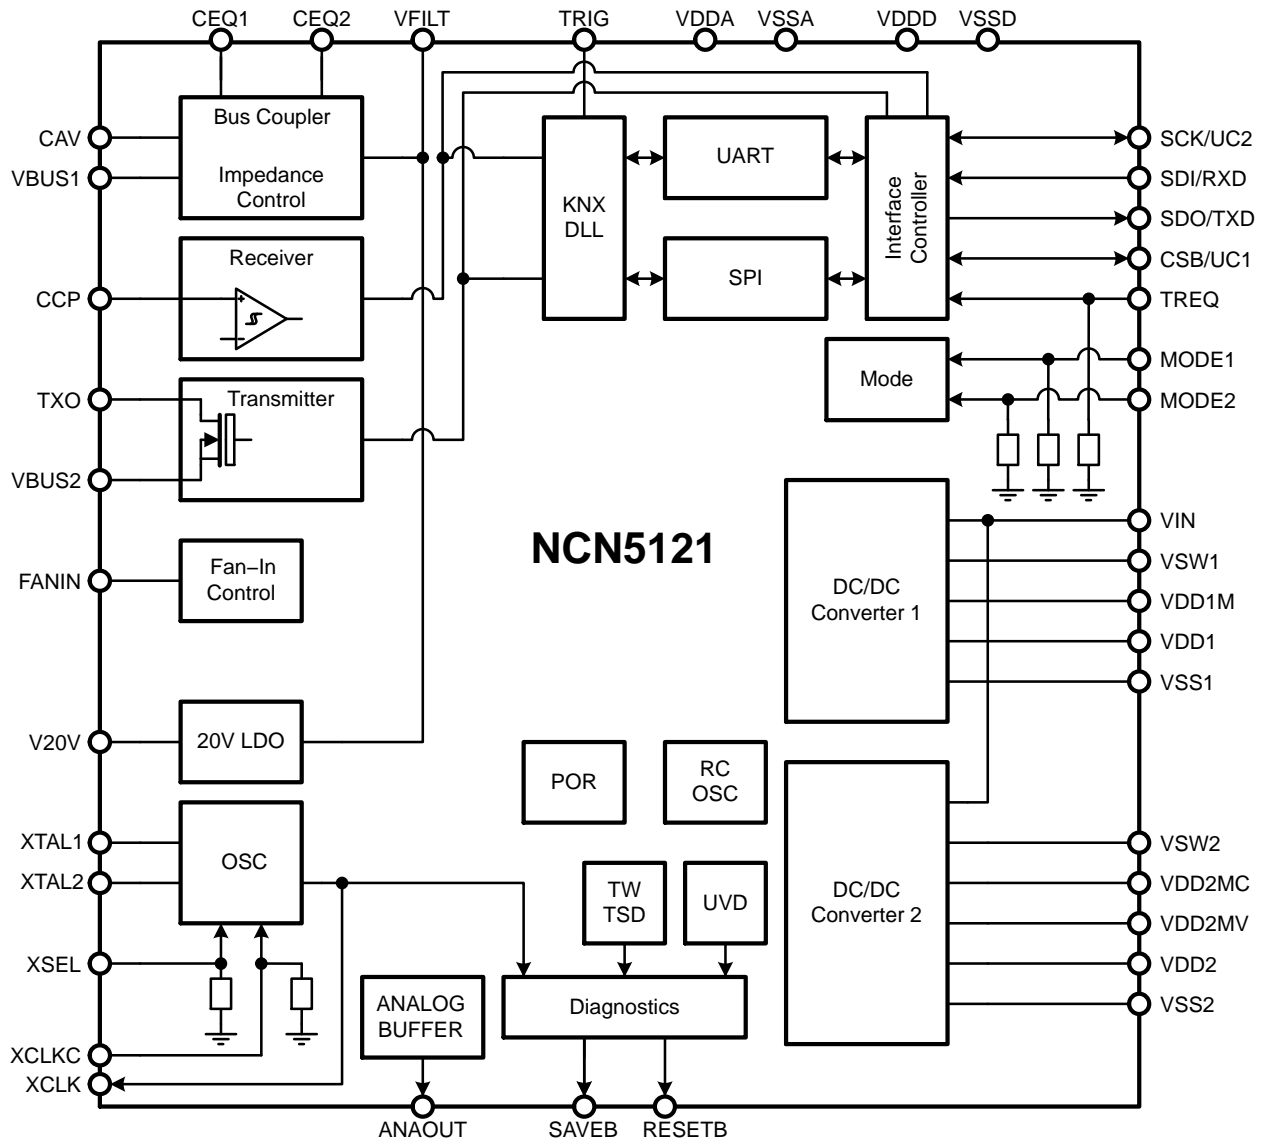 CEQ1 CEQ2 VFILT TRIG VDDA VSSA VDDD VSSD
CAV
VBUS1
Bus Coupler
Impedance
Control
Receiver
CCP
+
Transmitter
TXO
VBUS2
Fan–In
Control
FANIN
20V LDO
V20V
OSC
XTAL1
XTAL2
XSEL
XCLKC
XCLK
KNX
DLL
UART
SPI
Interface
Controller
Mode
SCK/UC2
SDI/RXD
SDO/TXD
CSB/UC1
TREQ
MODE1
MODE2
NCN5121
DC/DC
Converter 1
VIN
VSW1
VDD1M
VDD1
VSS1
POR
RC
OSC
TW
TSD
UVD
DC/DC
Converter 2
VSW2
VDD2MC
VDD2MV
VDD2
VSS2
ANALOG
BUFFER
Diagnostics
ANAOUT SAVEB RESETB